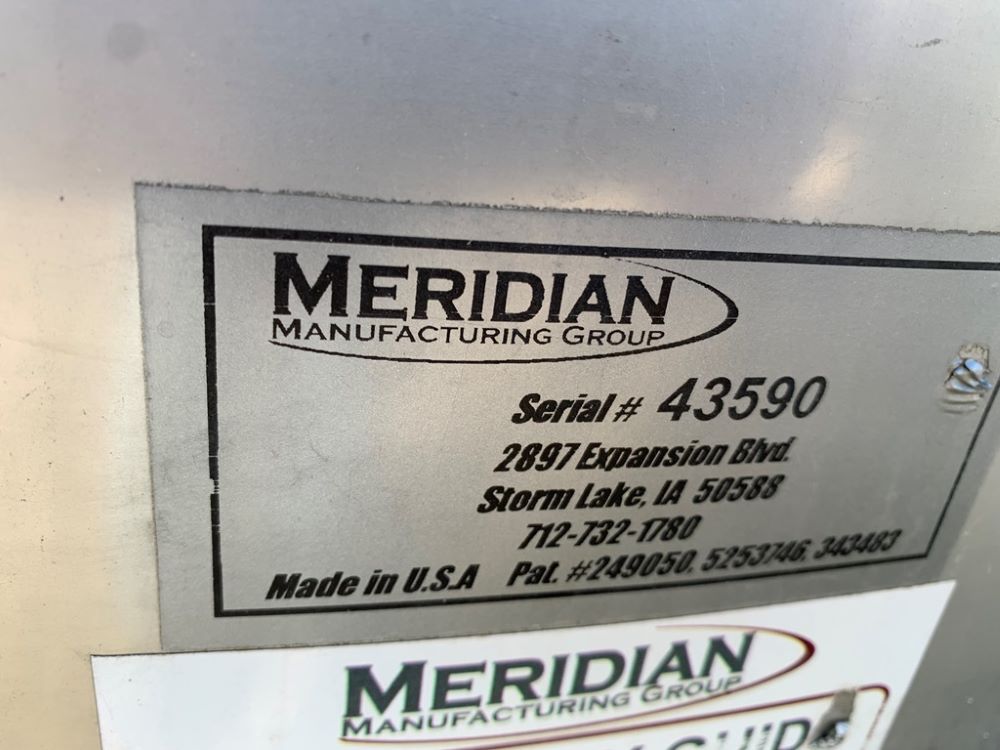 MERIDIAN
MANUFACTURING GROUP
Serial # 43590
2897 Expansion Blvd.
Storm Lake, IA 50588
712-732-1780
Made in U.S.A Pat. #249050, 5253746, 343483
MERIDIAN
MANUFACTURING GROUP